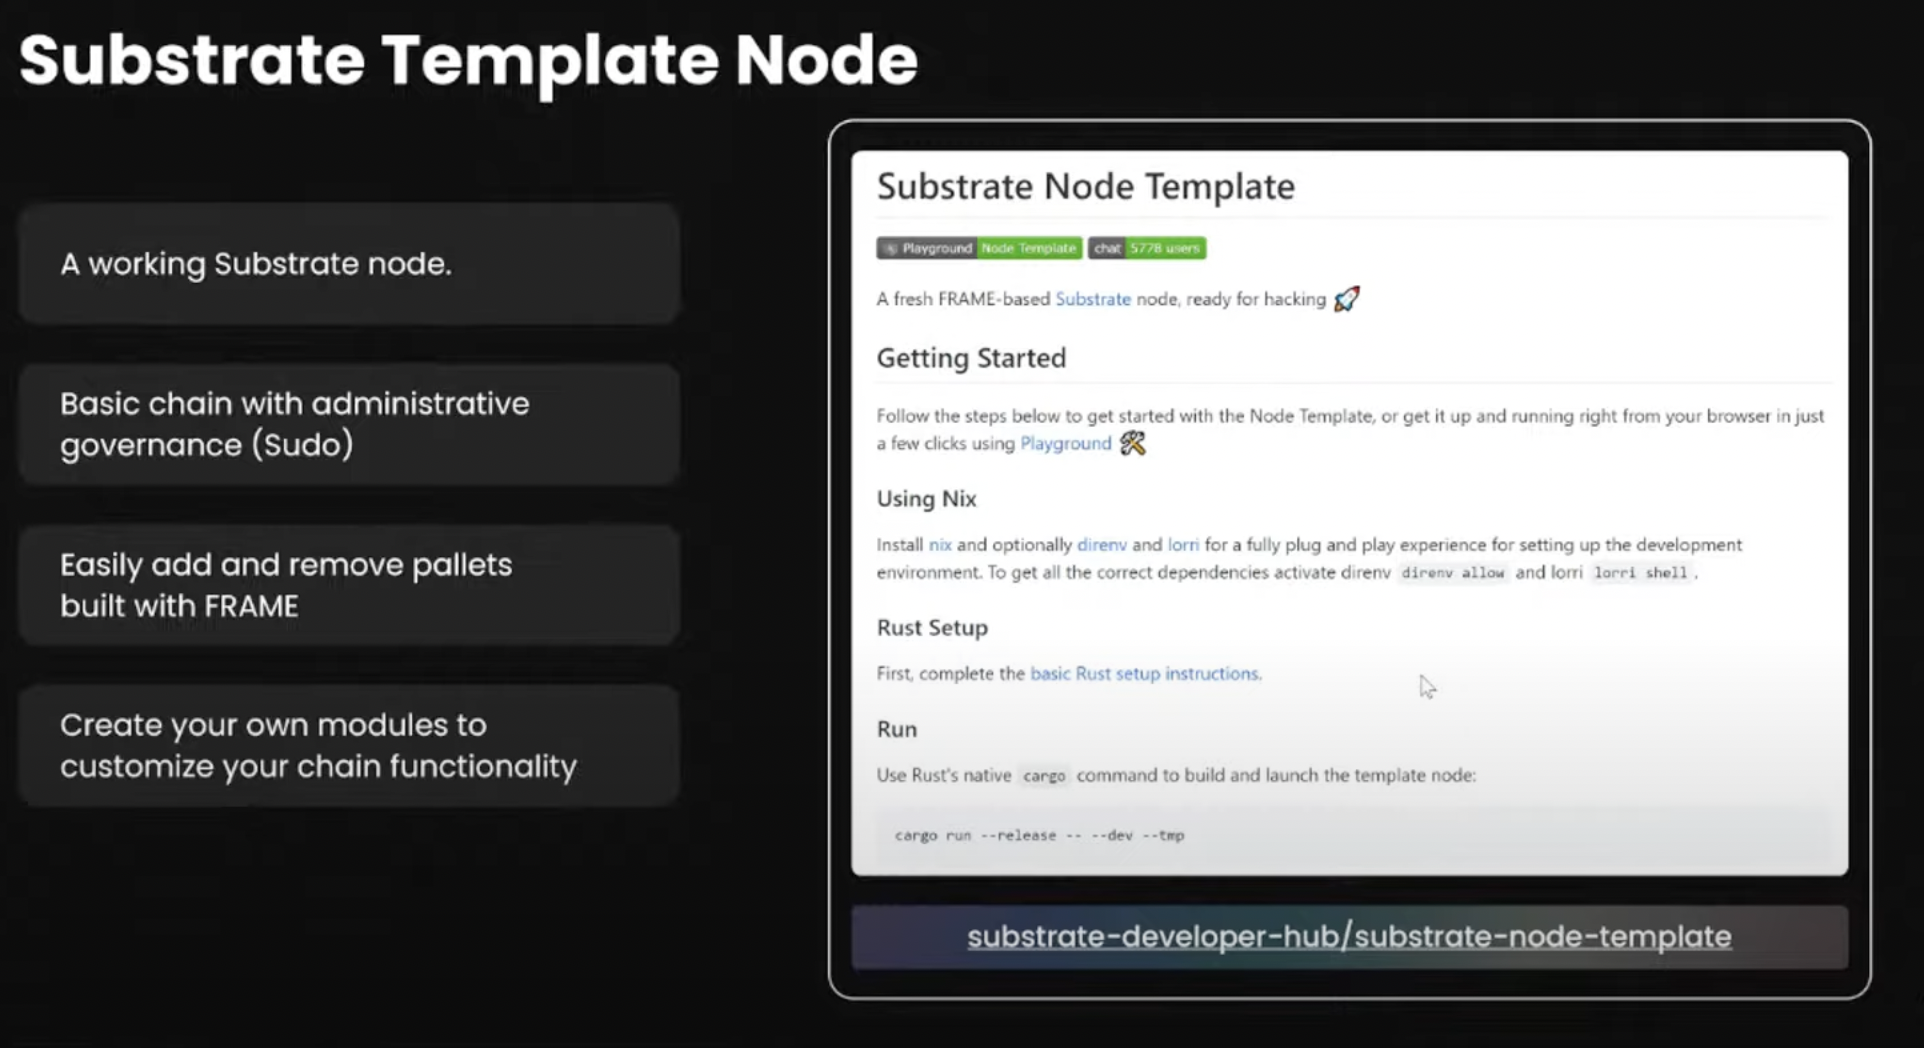 Substrate Template Node
A working Substrate node.
Basic chain with administrative
governance (Sudo)
Easily add and remove pallets
built with FRAME
Create your own modules to
customize your chain functionality
Substrate Node Template
Playground Node Template chat 5778 users
A fresh FRAME-based Substrate node, ready for hacking 🚀
Getting Started
Follow the steps below to get started with the Node Template, or get it up and running right from your browser in just
a few clicks using Playground 🛠️
Using Nix
Install nix and optionally direnv and lorri for a fully plug and play experience for setting up the development
environment. To get all the correct dependencies activate direnv direnv allow and lorri lorri shell .
Rust Setup
First, complete the basic Rust setup instructions.
Run
Use Rust's native cargo command to build and launch the template node:
cargo run --release -- --dev --tmp
substrate-developer-hub/substrate-node-template